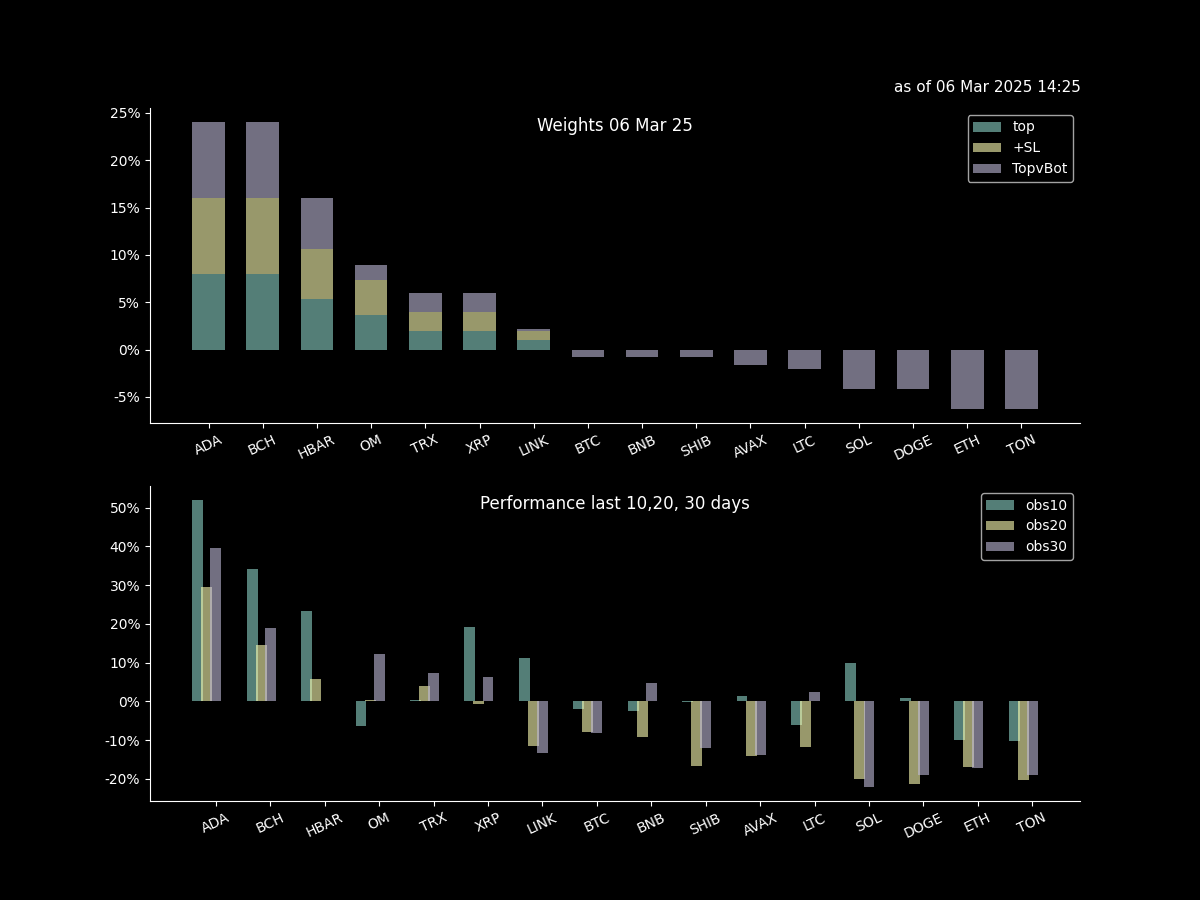 as of 06 Mar 2025 14:25
Weights 06 Mar 25
top
+SL
TopvBot
25%
20%
15%
10%
5%
0%
-5%
ADA BCH HBAR OM TRX XRP LINK BTC BNB SHIB AVAX LTC SOL DOGE ETH TON
Performance last 10,20, 30 days
obs10
obs20
obs30
50%
40%
30%
20%
10%
0%
-10%
-20%
ADA BCH HBAR OM TRX XRP LINK BTC BNB SHIB AVAX LTC SOL DOGE ETH TON